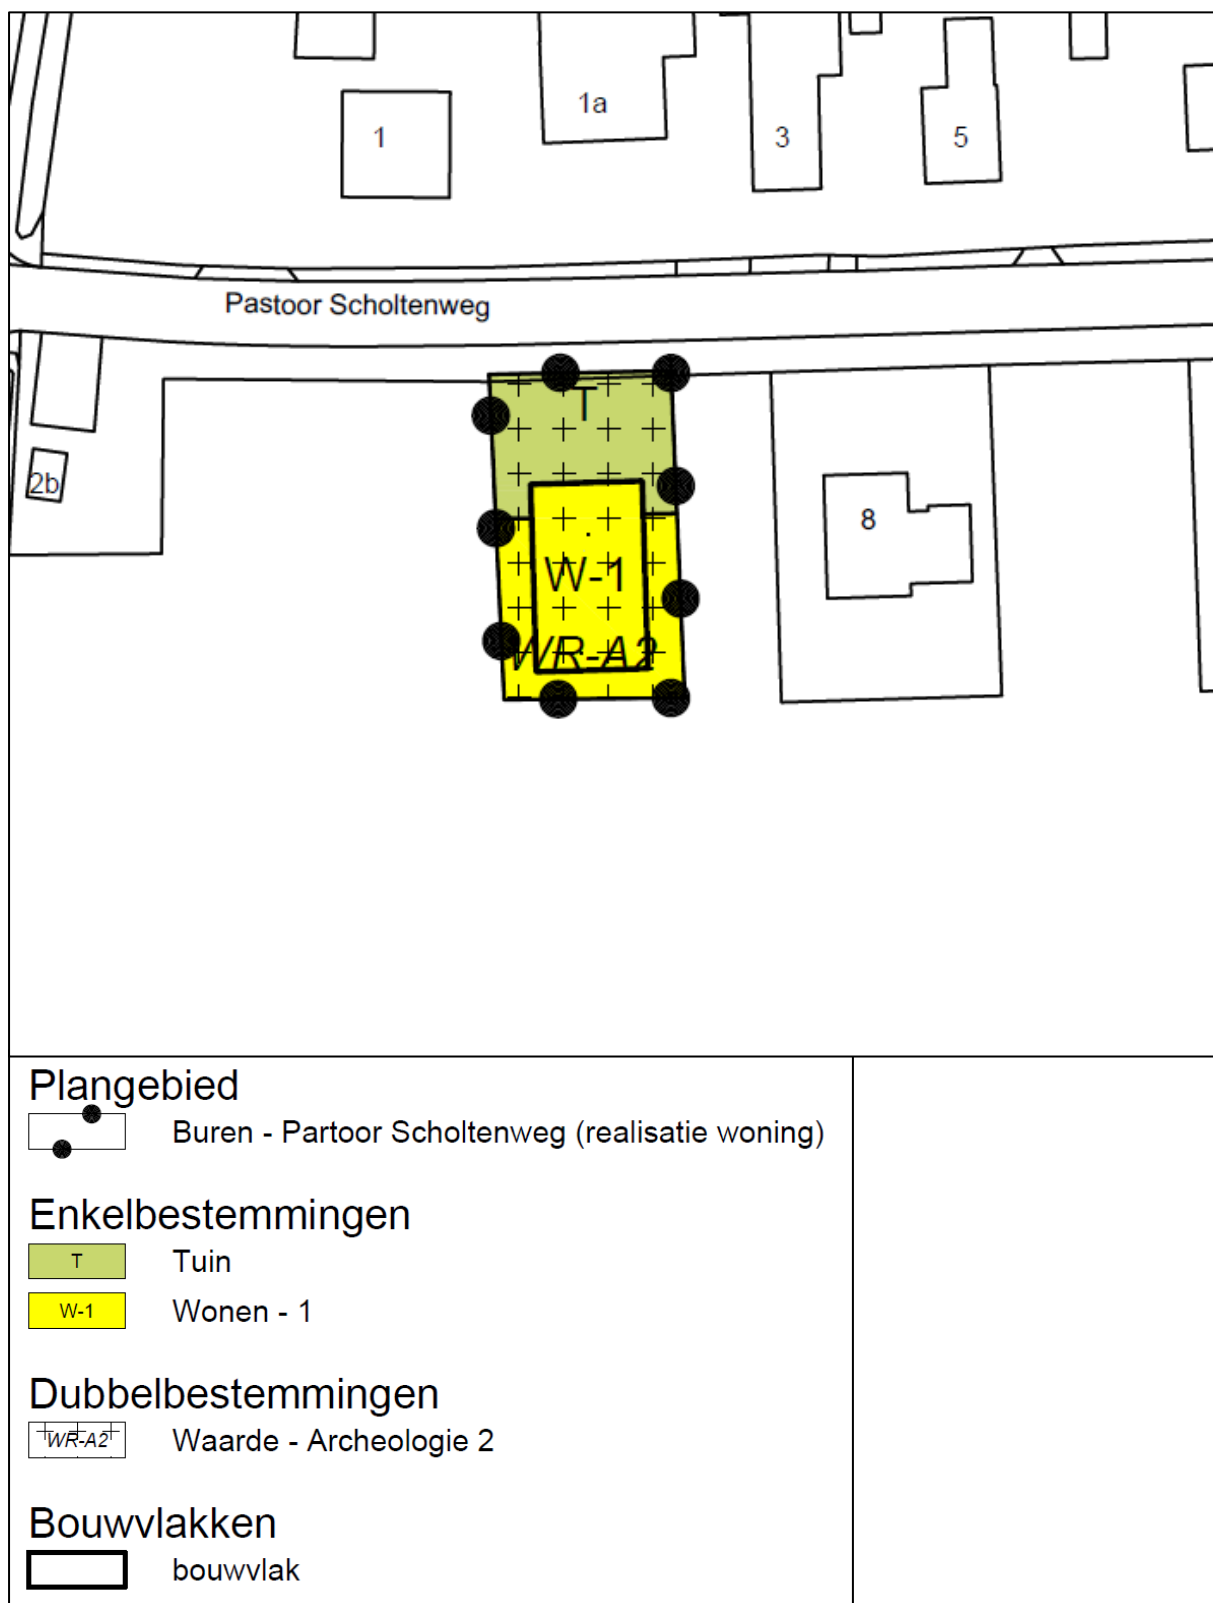 1a
1
3
5
Pastoor Scholtenweg
T
2b
8
W-1
WR-A2
Plangebied
Buren - Partoor Scholtenweg (realisatie woning)
Enkelbestemmingen
T Tuin
W-1 Wonen - 1
Dubbelbestemmingen
WR-A2 Waarde - Archeologie 2
Bouwvlakken
bouwvlak